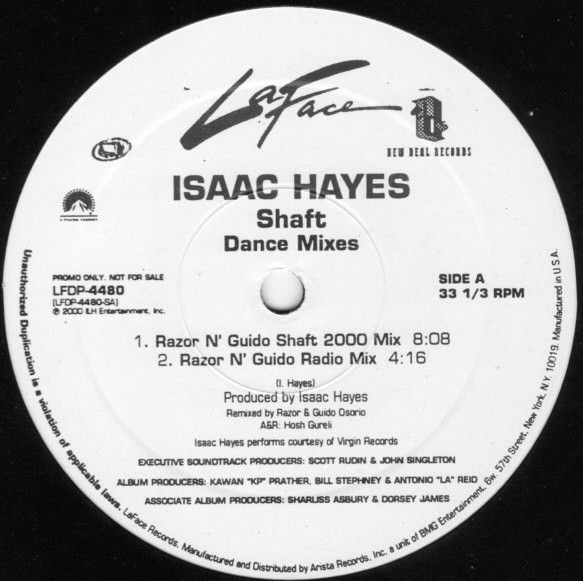 LaFace
NEW DEAL RECORDS
ISAAC HAYES
Shaft
Dance Mixes
PROMO ONLY. NOT FOR SALE
LFDP-4480
(LFDP-4480-SA)
℗ 2000 ILH Entertainment, Inc.
SIDE A
33 1/3 RPM
1. Razor N' Guido Shaft 2000 Mix 8:08
2. Razor N' Guido Radio Mix 4:16
(I. Hayes)
Produced by Isaac Hayes
Remixed by Razor & Guido Osorio
A&R: Hosh Gureli
Isaac Hayes performs courtesy of Virgin Records
EXECUTIVE SOUNDTRACK PRODUCERS: SCOTT RUDIN & JOHN SINGLETON
ALBUM PRODUCERS: KAWAN "KP" PRATHER, BILL STEPHNEY & ANTONIO "LA" REID
ASSOCIATE ALBUM PRODUCERS: SHARLISS ASBURY & DORSEY JAMES
Unauthorized Duplication is a violation of applicable laws. LaFace Records. Manufactured and Distributed by Arista Records, Inc. a unit of BMG Entertainment, 6w. 57th Street, New York, N.Y. 10019. Manufactured in U.S.A.